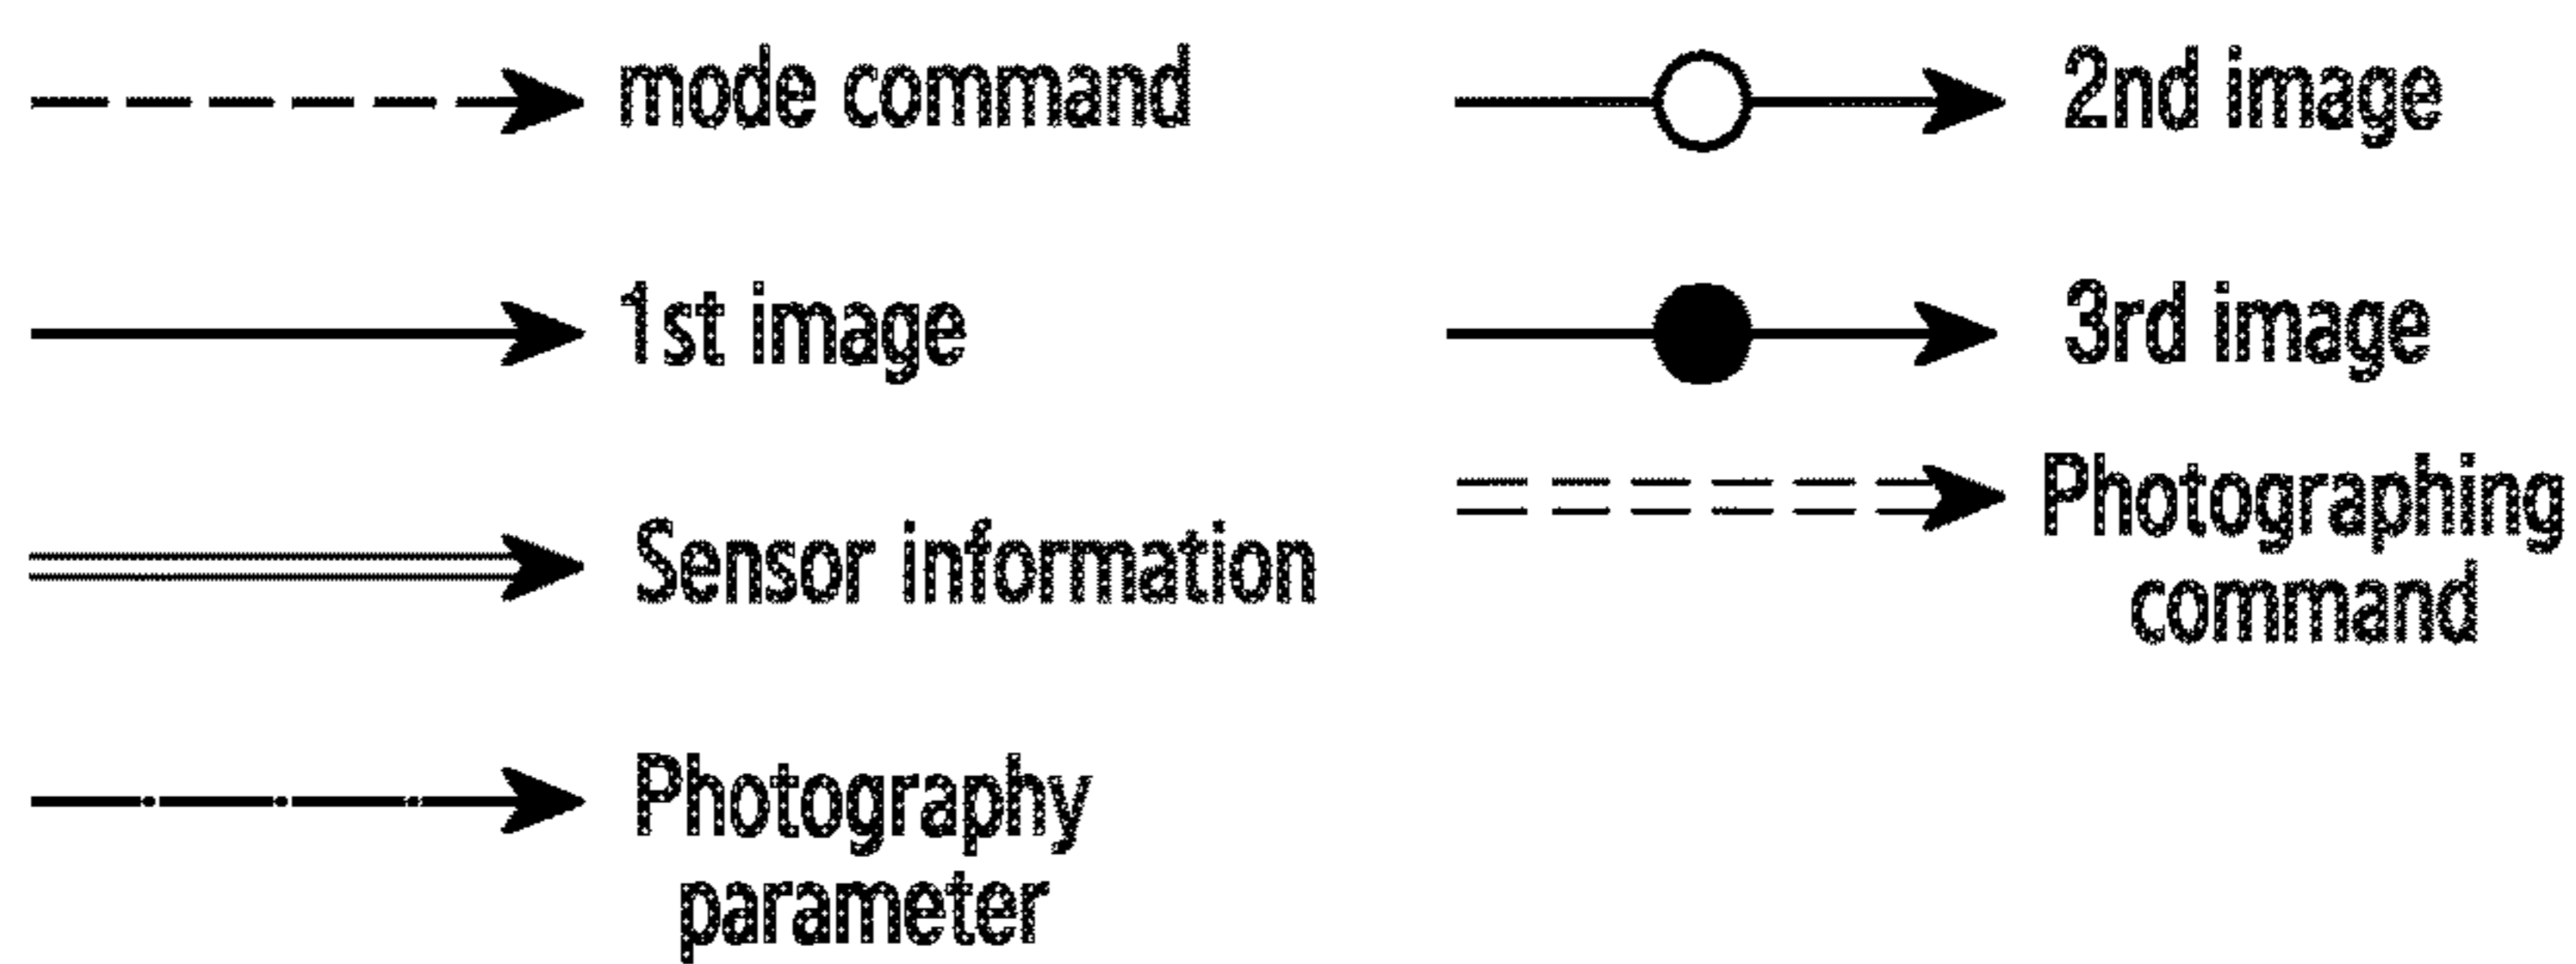 mode command
1st image
Sensor information
Photography
parameter
2nd image
3rd image
Photographing
command